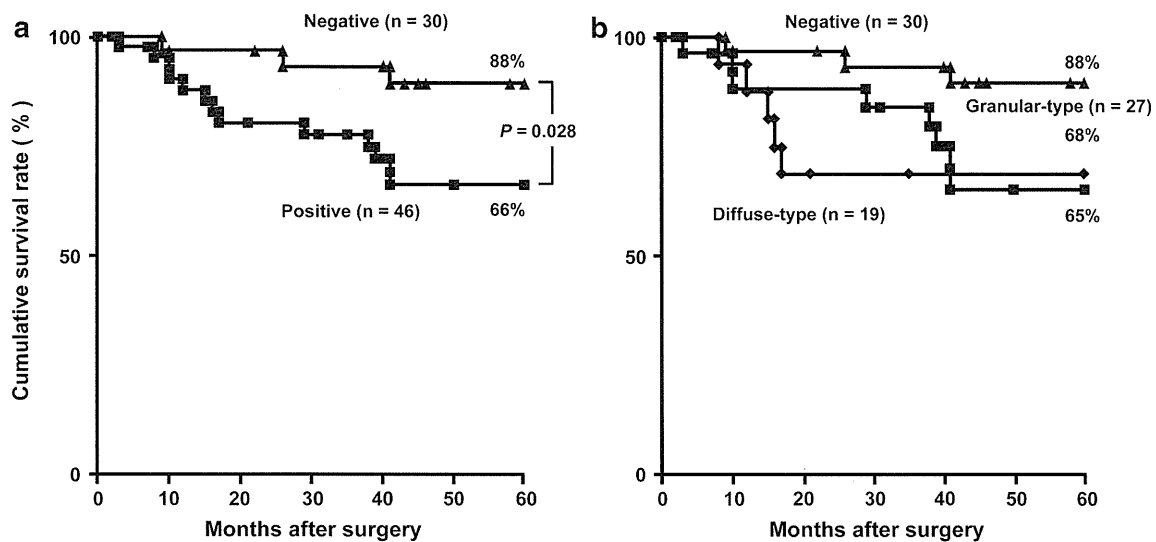 a
Negative (n = 30)
100
88%
P = 0.028
Positive (n = 46)
66%
50
0
Cumulative survival rate ( % )
0 10 20 30 40 50 60
Months after surgery
b
Negative (n = 30)
100
88%
Granular-type (n = 27)
68%
Diffuse-type (n = 19)
65%
50
0
0 10 20 30 40 50 60
Months after surgery